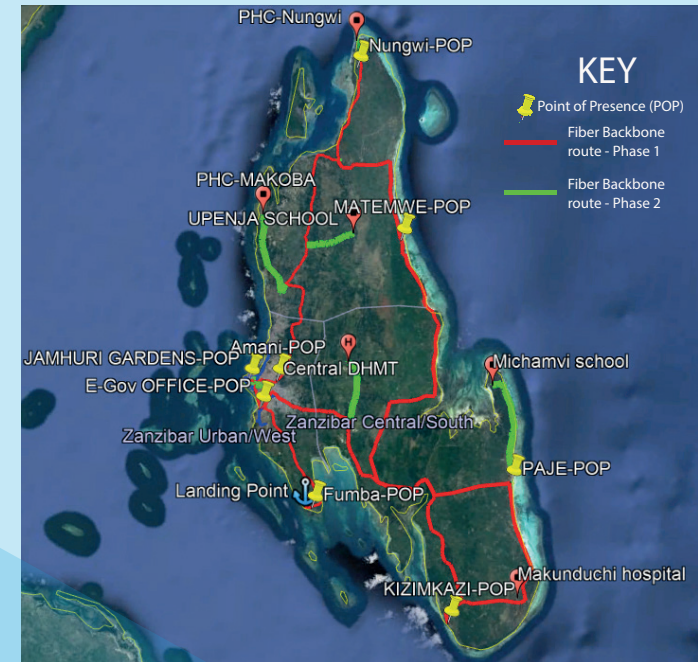 PHC-Nungwi
Nungwi-POP
KEY
Point of Presence (POP)
Fiber Backbone
route - Phase 1
Fiber Backbone
route - Phase 2
PHC-MAKOBA
UPENJA SCHOOL
MATEMWE-POP
Amani-POP
JAMHURI GARDENS-POP
Central DHMT
H
Michamvi school
E-Gov OFFICE-POP
Zanzibar Central/South
Zanzibar Urban/West
PAJE-POP
Landing Point
Fumba-POP
Makunduchi hospital
KIZIMKAZI-POP